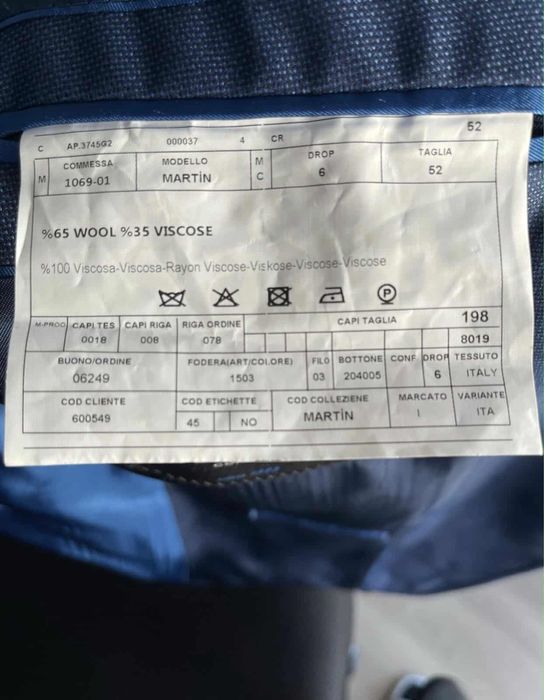 52
C AP.3745G2 000037 4 CR
M COMMESSA MODELLO M C DROP TAGLIA
1069-01 MARTİN 6 52
%65 WOOL %35 VISCOSE
%100 Viscosa-Viscosa-Rayon Viscose-Viskose-Viscose-Viscose
P
M-PROD CAPI TES CAPI RIGA RIGA ORDINE CAPI TAGLIA 198
0018 008 078 8019
BUONO/ORDINE FODERA(ART/COLORE) FILO BOTTONE CONF DROP TESSUTO
06249 1503 03 204005 6 ITALY
COD CLIENTE COD ETICHETTE COD COLLEZIENE MARCATO VARIANTE
600549 45 NO MARTİN I ITA